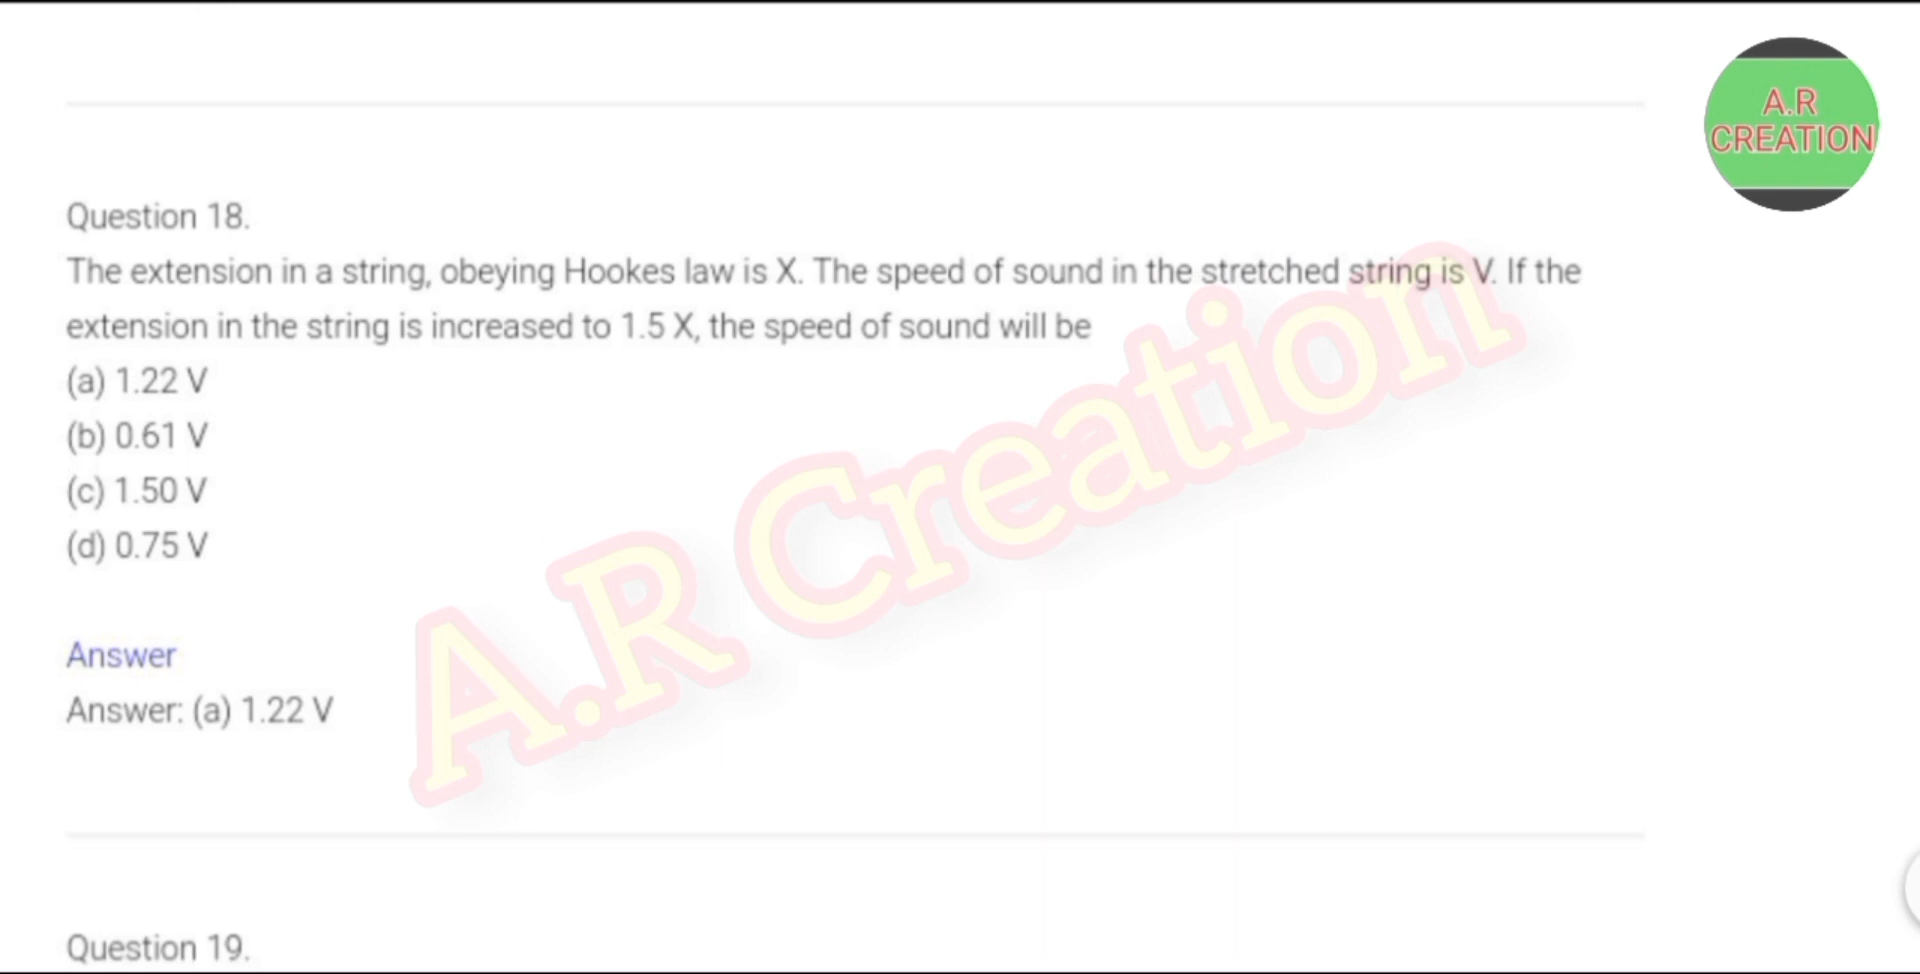 A.R
CREATION
Question 18.
The extension in a string, obeying Hookes law is X. The speed of sound in the stretched string is V. If the
extension in the string is increased to 1.5 X, the speed of sound will be
(a) 1.22 V
(b) 0.61 V
(c) 1.50 V
(d) 0.75 V
Answer
Answer: (a) 1.22 V
A.R Creation
Question 19.